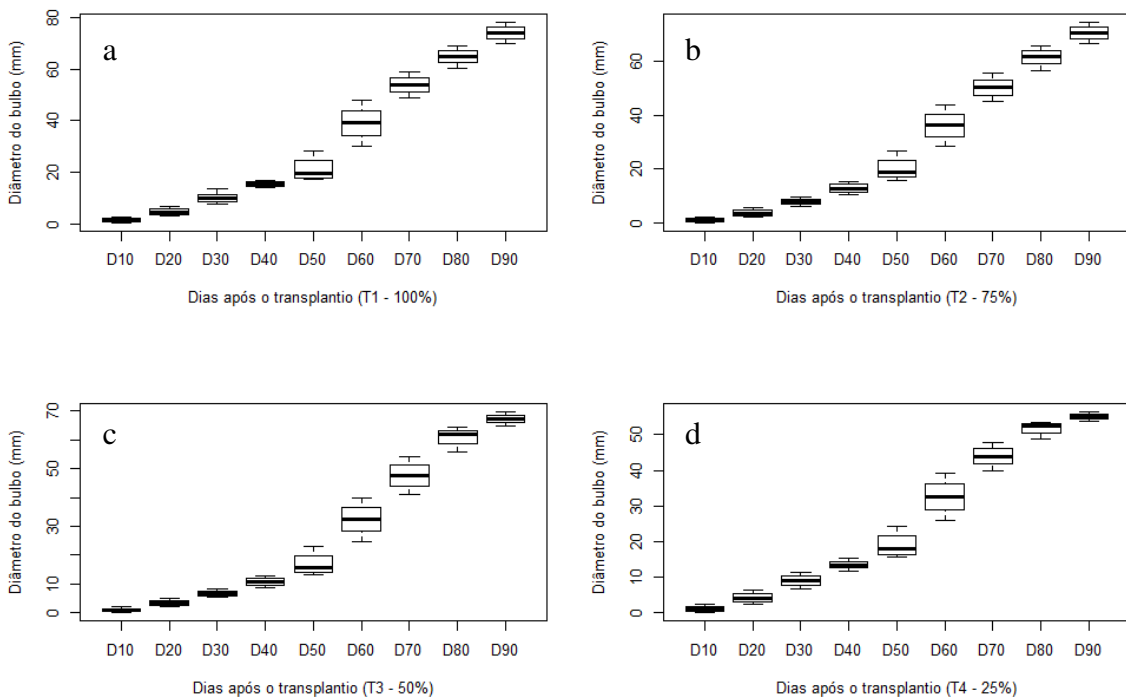 a
Diâmetro do bulbo (mm)
80
60
40
20
0
D10 D20 D30 D40 D50 D60 D70 D80 D90
Dias após o transplantio (T1 - 100%)
b
Diâmetro do bulbo (mm)
60
40
20
0
D10 D20 D30 D40 D50 D60 D70 D80 D90
Dias após o transplantio (T2 - 75%)
c
Diâmetro do bulbo (mm)
70
50
30
10
0
D10 D20 D30 D40 D50 D60 D70 D80 D90
Dias após o transplantio (T3 - 50%)
d
Diâmetro do bulbo (mm)
50
40
30
20
10
0
D10 D20 D30 D40 D50 D60 D70 D80 D90
Dias após o transplantio (T4 - 25%)